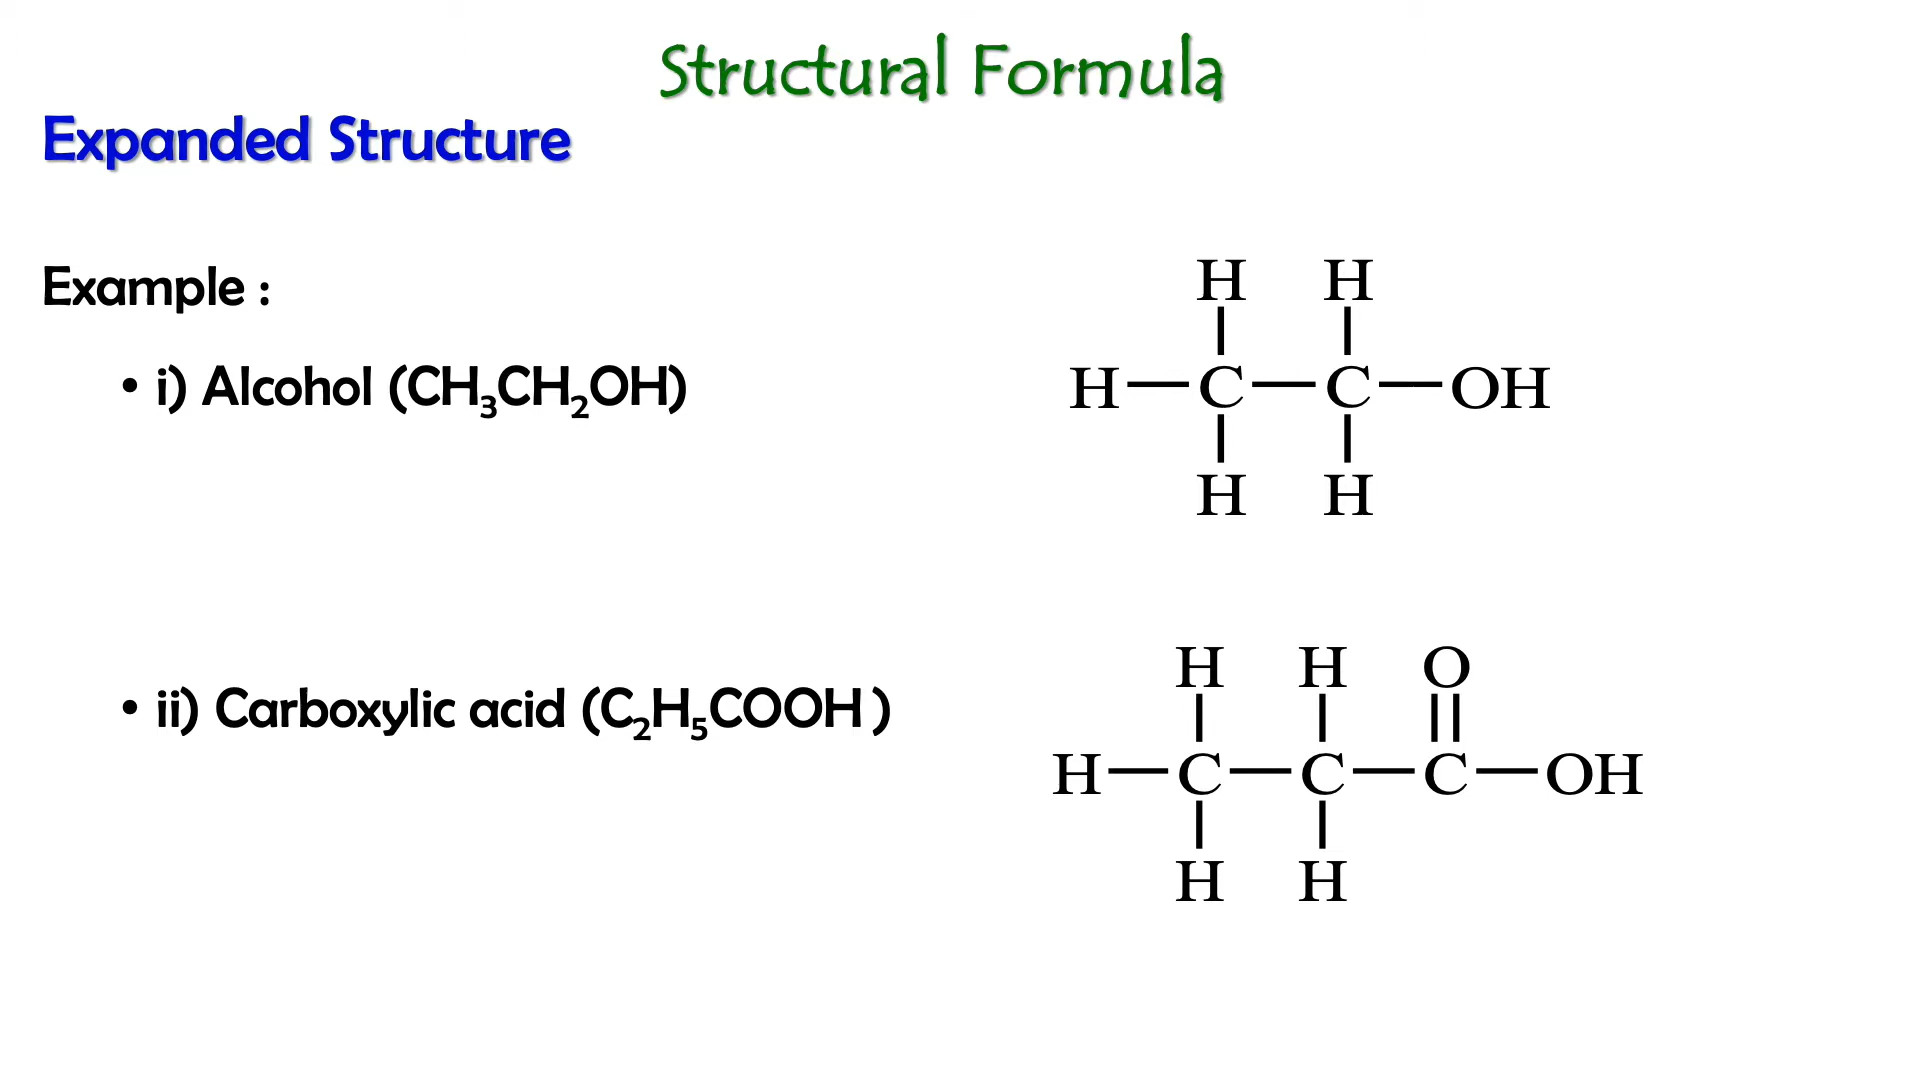 Structural Formula
Expanded Structure
Example :
• i) Alcohol (CH₃CH₂OH)
H H
H C C OH
H H
• ii) Carboxylic acid (C₂H₅COOH )
H H O
H C C C OH
H H